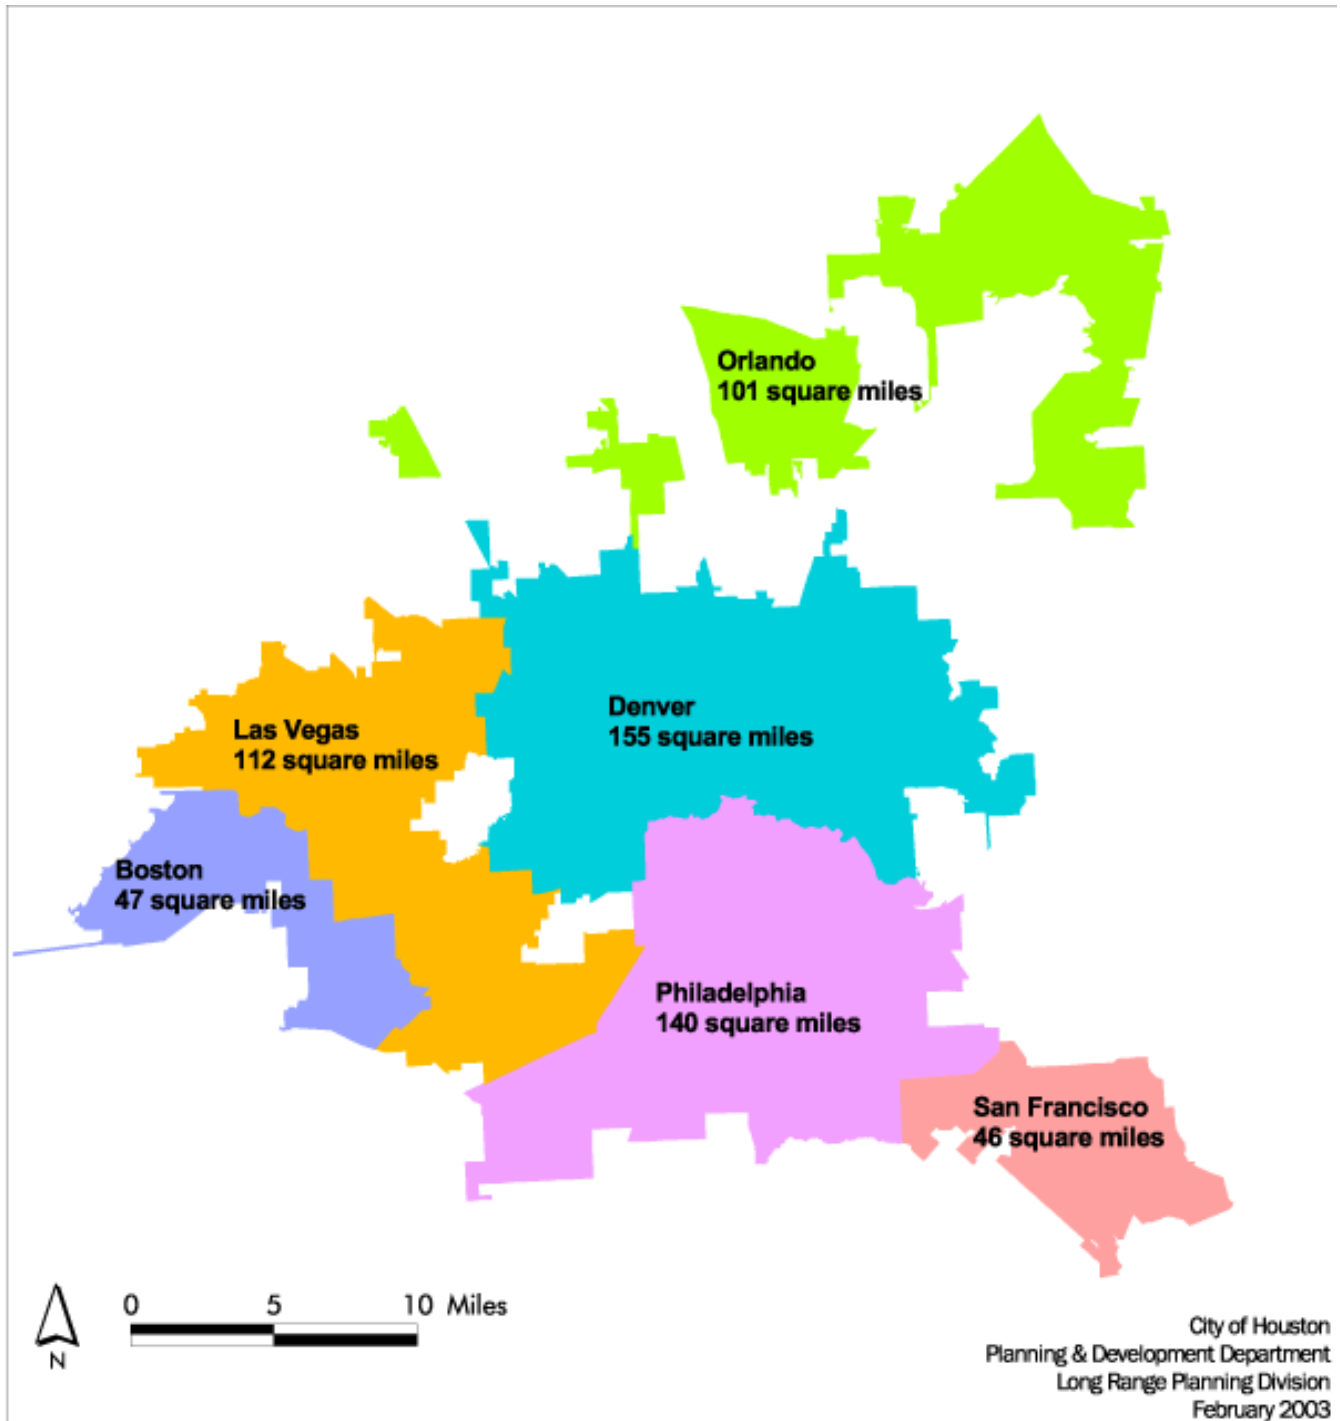 Orlando
101 square miles
Denver
155 square miles
Las Vegas
112 square miles
Boston
47 square miles
Philadelphia
140 square miles
San Francisco
46 square miles
0 5 10 Miles
N
City of Houston
Planning & Development Department
Long Range Planning Division
February 2003